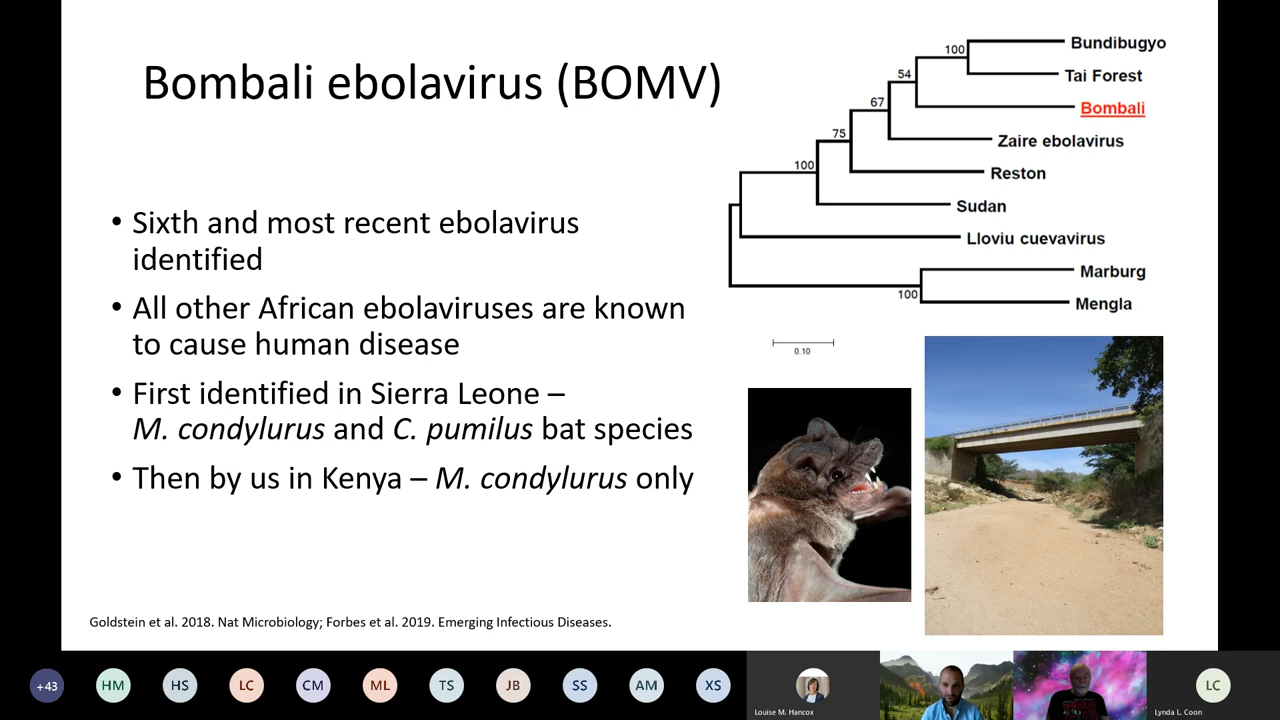 Bombali ebolavirus (BOMV)
• Sixth and most recent ebolavirus
identified
• All other African ebolaviruses are known
to cause human disease
• First identified in Sierra Leone –
M. condylurus and C. pumilus bat species
• Then by us in Kenya – M. condylurus only
Goldstein et al. 2018. Nat Microbiology; Forbes et al. 2019. Emerging Infectious Diseases.
100
Bundibugyo
54
Tai Forest
67
Bombali
75
Zaire ebolavirus
100
Reston
Sudan
Lloviu cuevavirus
Marburg
100
Mengla
0.10
+43
HM
HS
LC
CM
ML
TS
JB
SS
AM
XS
Louise M. Hancox
LC
Lynda L. Coon